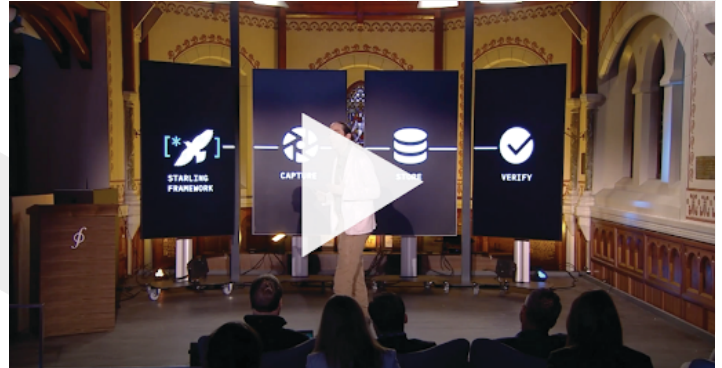 [* ]
STARLING
FRAMEWORK
CAPTURE
STORE
VERIFY